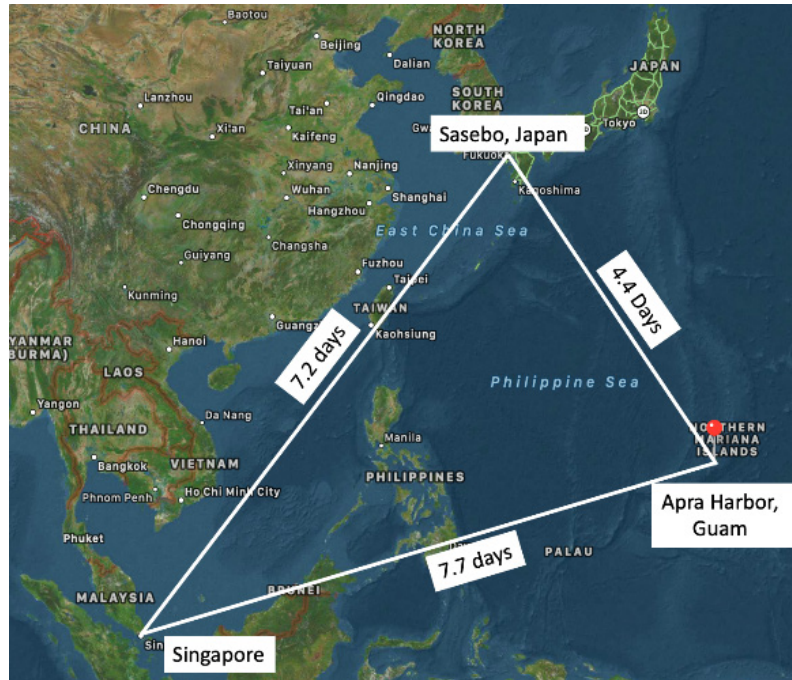 Baotou
NORTH
KOREA
Beijing
Dalian
Taiyuan
JAPAN
SOUTH
KOREA
Lanzhou
Tai'an
Qingdao
CHINA
Xi'an
Kaifeng
Tokyo
Sasebo, Japan
Xinyang
Nanjing
Kagoshima
Chengdu
Wuhan
Shanghai
Hangzhou
Chongqing
East China Sea
Changsha
Guiyang
Fuzhou
4.4 Days
Taipei
Kunming
TAIWAN
Kaohsiung
YANMAR
BURMA)
Hanoi
7.2 days
Philippine Sea
LAOS
Yangon
Da Nang
THAILAND
Manila
NORTHERN
MARIANA
ISLANDS
Bangkok
VIETNAM
PHILIPPINES
Phnom Penh
Ho Chi Minh City
Apra Harbor,
Guam
Phuket
PALAU
7.7 days
MALAYSIA
BRUNEI
Sin
Singapore